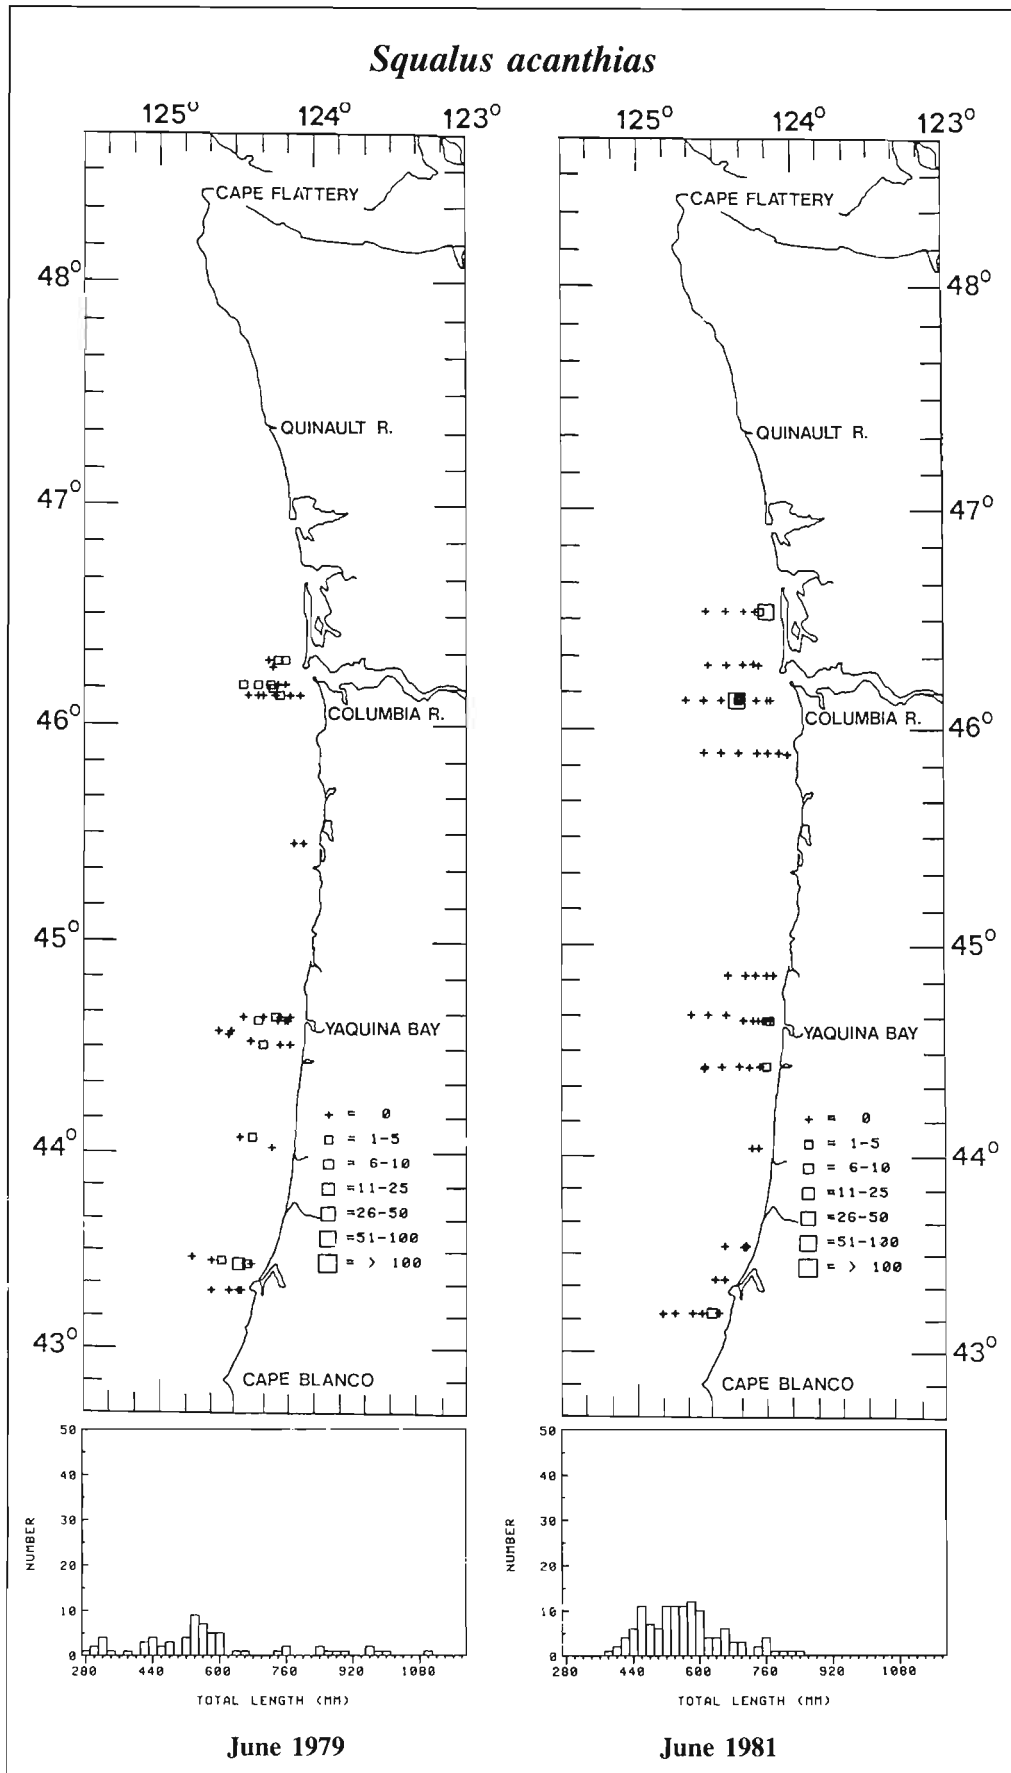 Squalus acanthias
125° 124° 123°
CAPE FLATTERY
48°
QUINAULT R.
47°
46°
COLUMBIA R.
45°
YAQUINA BAY
+ = 0
□ = 1-5
44°
□ = 6-10
□ =11-25
□ =26-50
□ =51-100
□ = > 100
43°
CAPE BLANCO
125° 124° 123°
CAPE FLATTERY
48°
QUINAULT R.
47°
46°
COLUMBIA R.
45°
YAQUINA BAY
+ = 0
□ = 1-5
44°
□ = 6-10
□ =11-25
□ =26-50
□ =51-100
□ = > 100
43°
CAPE BLANCO
50
40
30
20
10
0
NUMBER
280 440 600 760 920 1080
TOTAL LENGTH (MM)
June 1979
50
40
30
20
10
0
NUMBER
280 440 600 760 920 1080
TOTAL LENGTH (MM)
June 1981